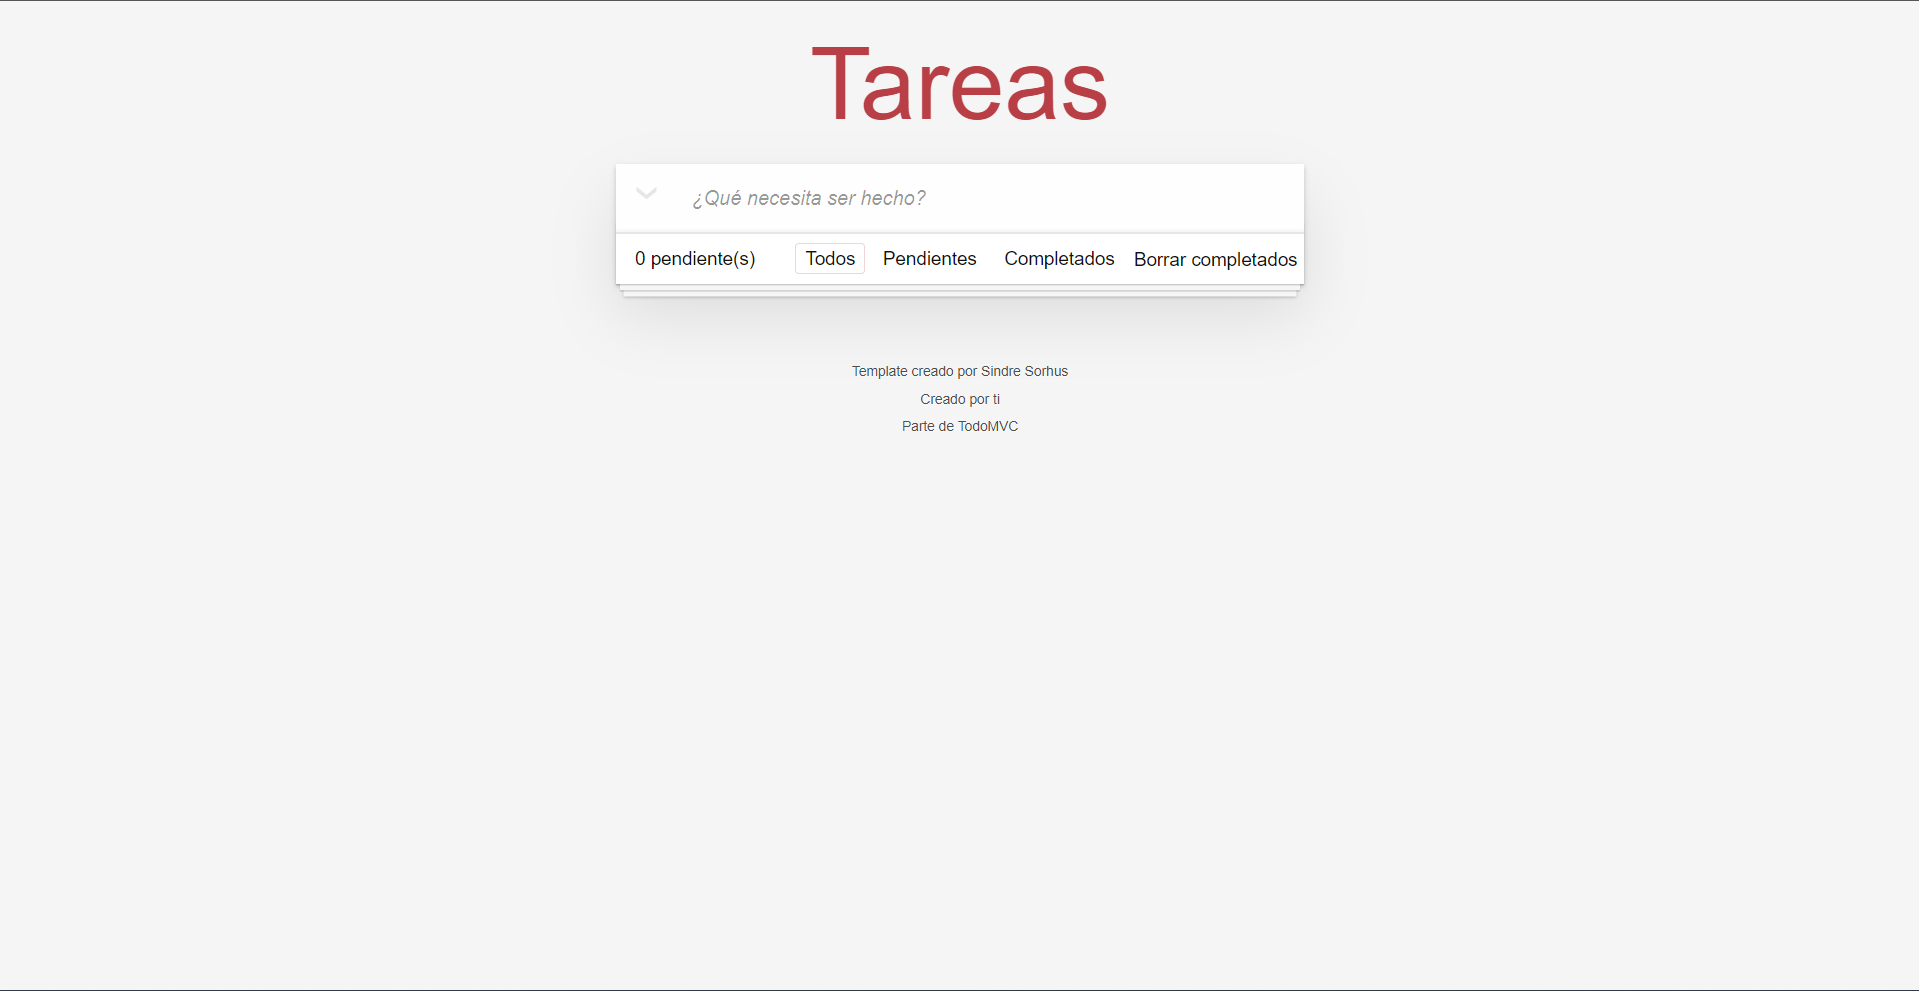 Tareas
¿Qué necesita ser hecho?
0 pendiente(s) Todos Pendientes Completados Borrar completados
Template creado por Sindre Sorhus
Creado por ti
Parte de TodoMVC